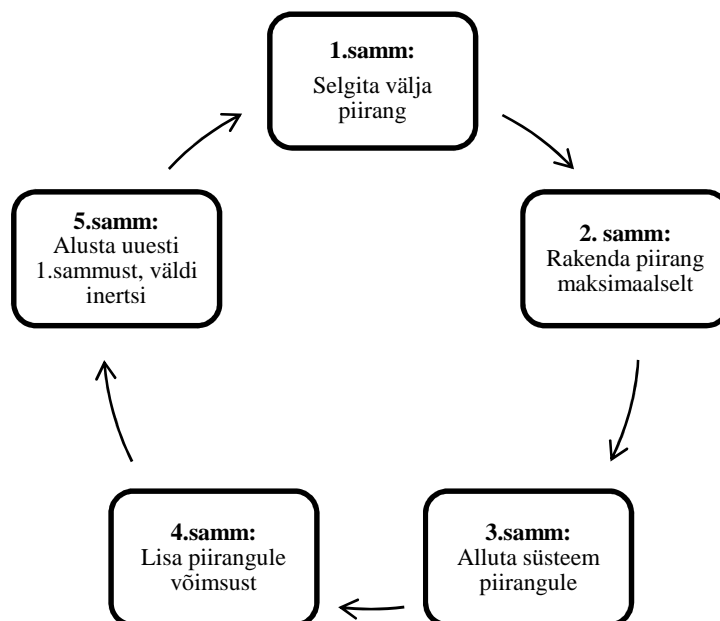 1.samm:
Selgita välja
piirang
2. samm:
Rakenda piirang
maksimaalselt
3.samm:
Alluta süsteem
piirangule
4.samm:
Lisa piirangule
võimsust
5.samm:
Alusta uuesti
1.sammust, väldi
inertsi